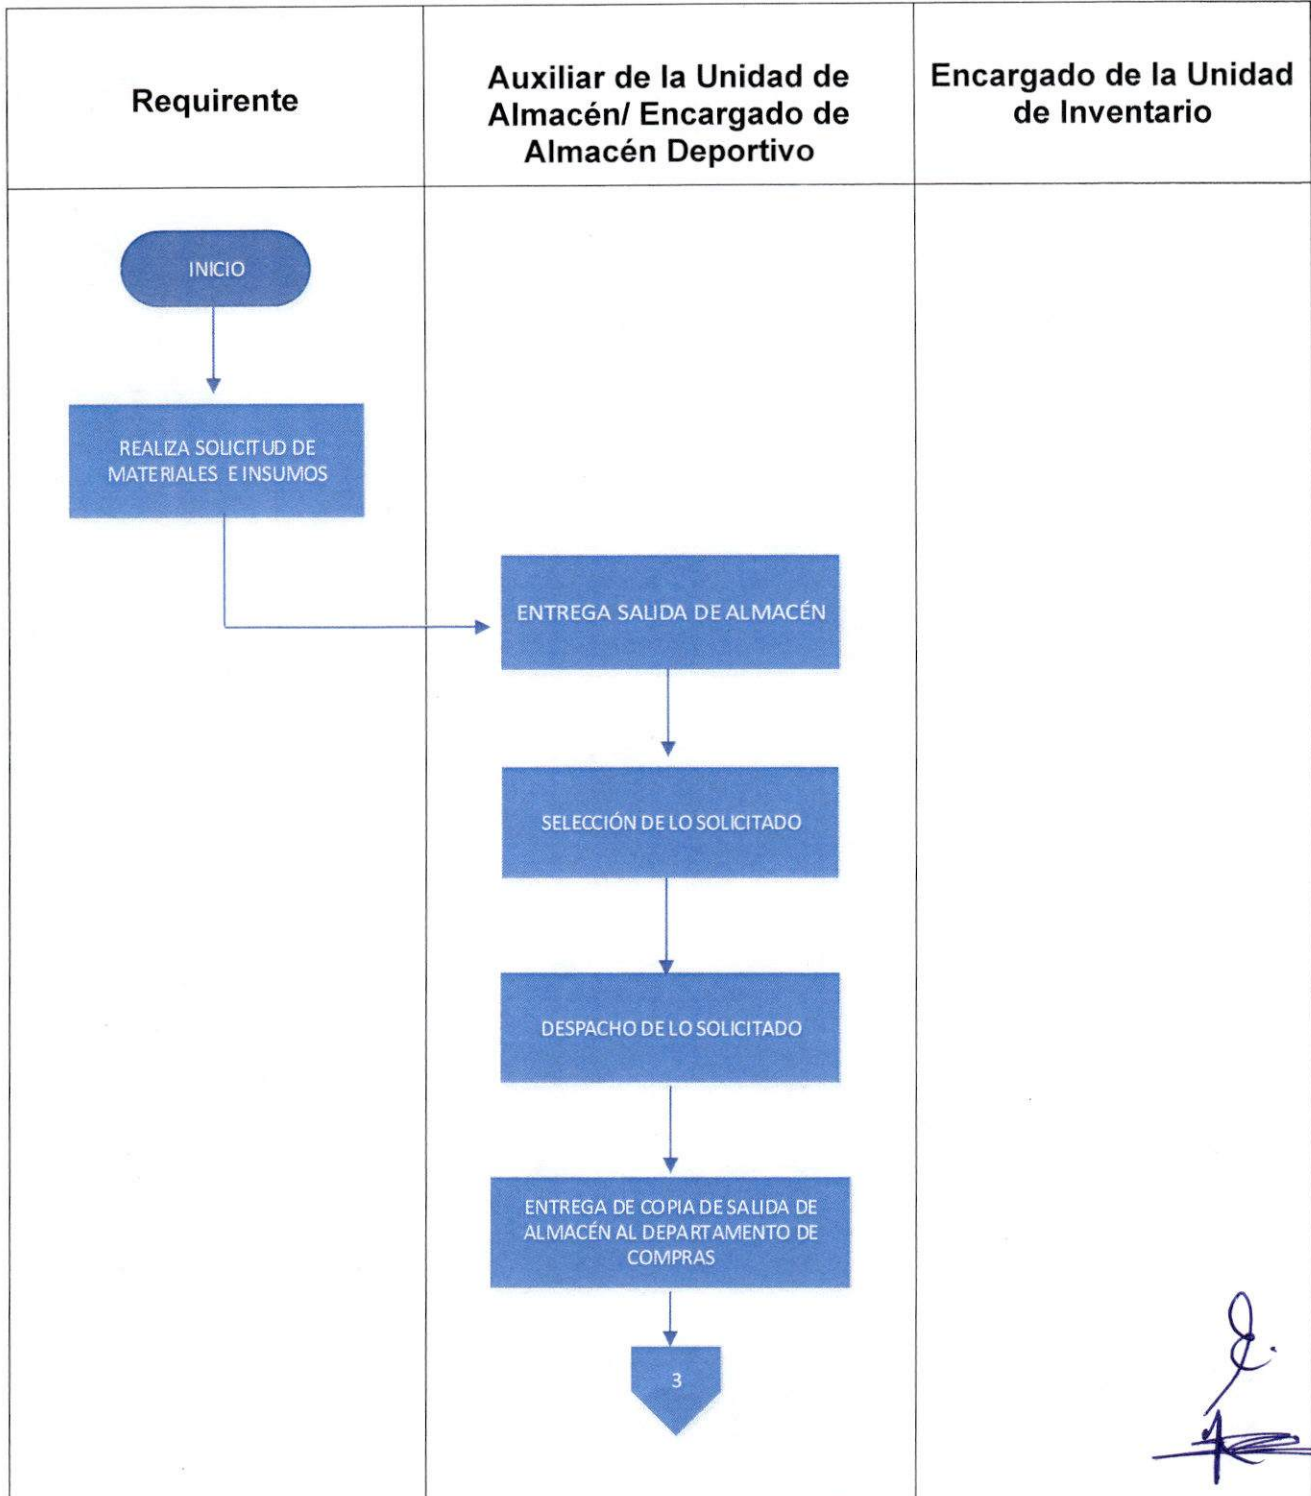 Requirente
Auxiliar de la Unidad de
Almacén/ Encargado de
Almacén Deportivo
Encargado de la Unidad
de Inventario
INICIO
REALIZA SOLICITUD DE
MATERIALES E INSUMOS
ENTREGA SALIDA DE ALMACÉN
SELECCIÓN DE LO SOLICITADO
DESPACHO DE LO SOLICITADO
ENTREGA DE COPIA DE SALIDA DE
ALMACÉN AL DEPARTAMENTO DE
COMPRAS
3